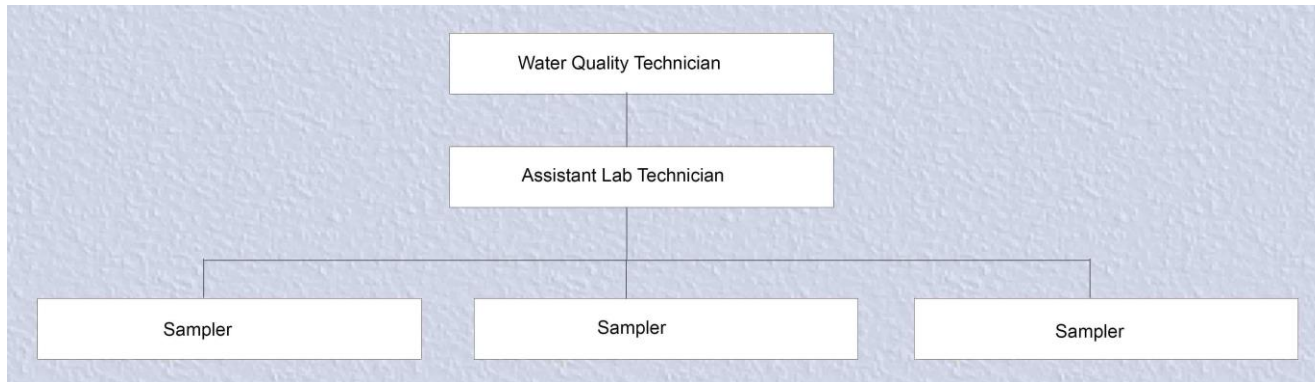 Water Quality Technician
Assistant Lab Technician
Sampler
Sampler
Sampler